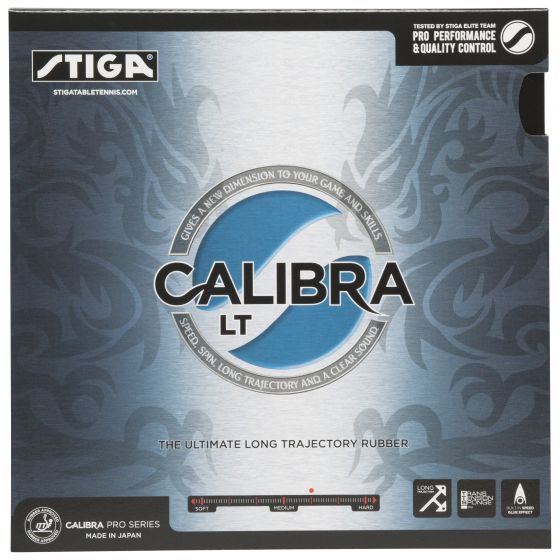 STIGA®
STIGATABLETENNIS.COM
TESTED BY STIGA ELITE TEAM
PRO PERFORMANCE
& QUALITY CONTROL
GIVES A NEW DIMENSION TO YOUR GAME AND SKILLS
CALIBRA
LT
SPEED, SPIN, LONG TRAJECTORY AND A CLEAR SOUND
THE ULTIMATE LONG TRAJECTORY RUBBER
SOFT
MEDIUM
HARD
LONG
TRAJECTORY
TRANS
TENSION
SPONGE
BUILT IN SPEED
GLUE EFFECT
ITTF
CALIBRA PRO SERIES
MADE IN JAPAN